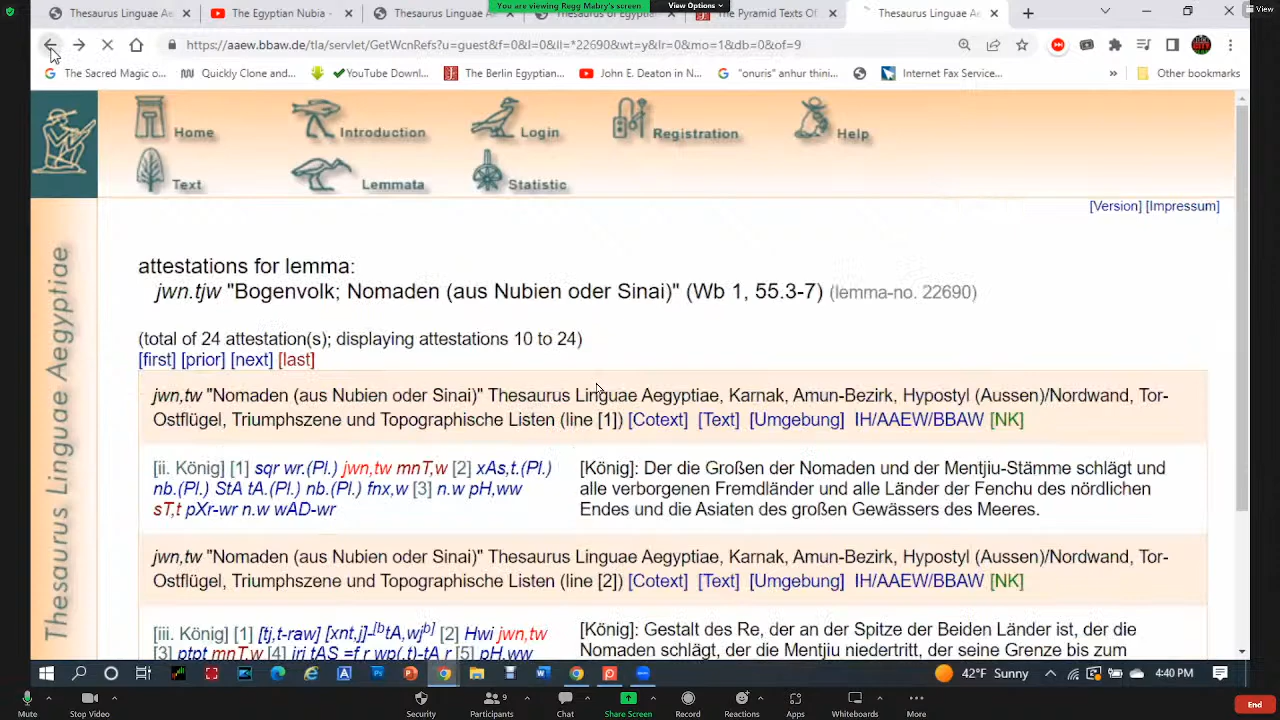 You are viewing Regg Mabry's screen
View Options
View
Thesaurus Linguae Ae
The Egyptian Nubia -
Thesaurus Linguae A
The Pyramid Texts Of
Thesaurus Linguae Ae
https://aaew.bbaw.de/tla/servlet/GetWcnRefs?u=guest&f=0&l=0&ll=*22690&wt=y&lr=0&mo=1&db=0&of=9
The Sacred Magic o...
Quickly Clone and...
YouTube Downl...
The Berlin Egyptian...
John E. Deaton in N...
"onuris" anhur thini...
Internet Fax Service...
»
Other bookmarks
Home
Introduction
Login
Registration
Help
Text
Lemmata
Statistic
[Version] [Impressum]
Thesaurus Linguae Aegyptiae
attestations for lemma:
jwn.tjw "Bogenvolk; Nomaden (aus Nubien oder Sinai)" (Wb 1, 55.3-7) (lemma-no. 22690)
(total of 24 attestation(s); displaying attestations 10 to 24)
[first] [prior] [next] [last]
jwn,tw "Nomaden (aus Nubien oder Sinai)" Thesaurus Linguae Aegyptiae, Karnak, Amun-Bezirk, Hypostyl (Aussen)/Nordwand, Tor-
Ostflügel, Triumphszene und Topographische Listen (line [1]) [Cotext] [Text] [Umgebung] IH/AAEW/BBAW [NK]
[ii. König] [1] sqr wr.(Pl.) jwn,tw mnT,w [2] xAs,t.(Pl.)
nb.(Pl.) StA tA.(Pl.) nb.(Pl.) fnx,w [3] n.w pH,ww
sT,t pXr-wr n.w wAD-wr
[König]: Der die Großen der Nomaden und der Mentjiu-Stämme schlägt und
alle verborgenen Fremdländer und alle Länder der Fenchu des nördlichen
Endes und die Asiaten des großen Gewässers des Meeres.
jwn,tw "Nomaden (aus Nubien oder Sinai)" Thesaurus Linguae Aegyptiae, Karnak, Amun-Bezirk, Hypostyl (Aussen)/Nordwand, Tor-
Ostflügel, Triumphszene und Topographische Listen (line [2]) [Cotext] [Text] [Umgebung] IH/AAEW/BBAW [NK]
[iii. König] [1] [tj,t-raw] [xnt,j]-[btA,wjb] [2] Hwi jwn,tw
[3] ptpt mnT,w [4] iri tAS =f r wp(.t)-tA r [5] pH,ww
[König]: Gestalt des Re, der an der Spitze der Beiden Länder ist, der die
Nomaden schlägt, der die Mentjiu niedertritt, der seine Grenze bis zum
42°F Sunny
4:40 PM
Mute
Stop Video
Security
Participants
9
Chat
Share Screen
Record
Reactions
Apps
Whiteboards
More
End